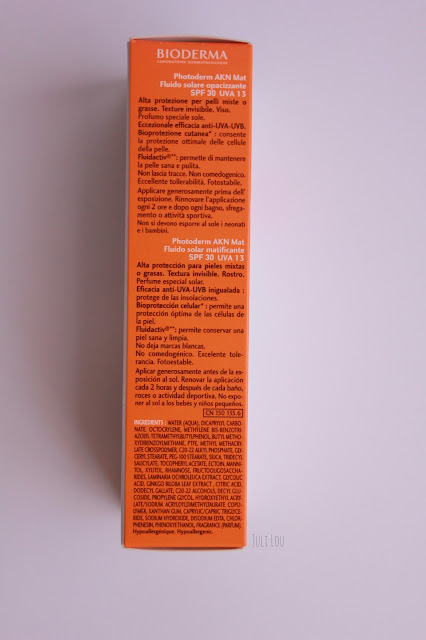 BIODERMA
LABORATOIRE DERMATOLOGIQUE
Photoderm AKN Mat
Fluido solare opacizzante
SPF 30 UVA 13
Alta protezione per pelli miste o
grasse. Texture invisibile. Viso.
Profumo speciale sole.
Eccezionale efficacia anti-UVA-UVB.
Bioprotezione cutanea* : consente
la protezione ottimale delle cellule
della pelle.
Fluidactiv®**: permette di mantenere
la pelle sana e pulita.
Non lascia tracce. Non comedogenico.
Eccellente tollerabilità. Fotostabile.
Applicare generosamente prima dell'
esposizione. Rinnovare l'applicazione
ogni 2 ore e dopo ogni bagno, sfrega-
mento o attività sportiva.
Non si devono esporre al sole i neonati
e i bambini.
Photoderm AKN Mat
Fluido solar matificante
SPF 30 UVA 13
Alta protección para pieles mixtas
o grasas. Textura invisible. Rostro.
Perfume especial solar.
Eficacia anti-UVA-UVB inigualada :
protege de las insolaciones.
Bioprotección celular* : permite una
protección óptima de las células de
la piel.
Fluidactiv®**: permite conservar una
piel sana y limpia.
No deja marcas blancas.
No comedogénico. Excelente tole-
rancia. Fotoestable.
Aplicar generosamente antes de la ex-
posición al sol. Renovar la aplicación
cada 2 horas y después de cada baño,
roces o actividad deportiva. No expo-
ner al sol a los bebés y niños pequeños.
CN 150 155.6
INGREDIENTS : WATER (AQUA), DICAPRYLYL CARBO-
NATE, OCTOCRYLENE, METHYLENE BIS-BENZOTRI-
AZOLYL TETRAMETHYLBUTYLPHENOL, BUTYL METHO-
XYDIBENZOYLMETHANE, PTFE, METHYL METHACRY-
LATE CROSSPOLYMER, C20-22 ALKYL PHOSPHATE, GLY-
CERYL STEARATE, PEG-100 STEARATE, SILICA, TRIDECYL
SALICYLATE, TOCOPHERYL ACETATE, ECTOIN, MANNI-
TOL, XYLITOL, RHAMNOSE, FRUCTOOLIGOSACCHA-
RIDES, LAMINARIA OCHROLEUCA EXTRACT, GLYCOLIC
ACID, GINKGO BILOBA LEAF EXTRACT, CITRIC ACID,
DODECYL GALLATE, C20-22 ALCOHOLS, DECYL GLU-
COSIDE, PROPYLENE GLYCOL, HYDROXYETHYL ACRY-
LATE/SODIUM ACRYLOYLDIMETHYLTAURATE COPO-
LYMER, XANTHAN GUM, CAPRYLIC/CAPRIC TRIGLYCE-
RIDE, SODIUM HYDROXIDE, DISODIUM EDTA, CHLOR-
PHENESIN, PHENOXYETHANOL, FRAGRANCE (PARFUM).
Hypoallergénique. Hypoallergenic.
JULI LOU